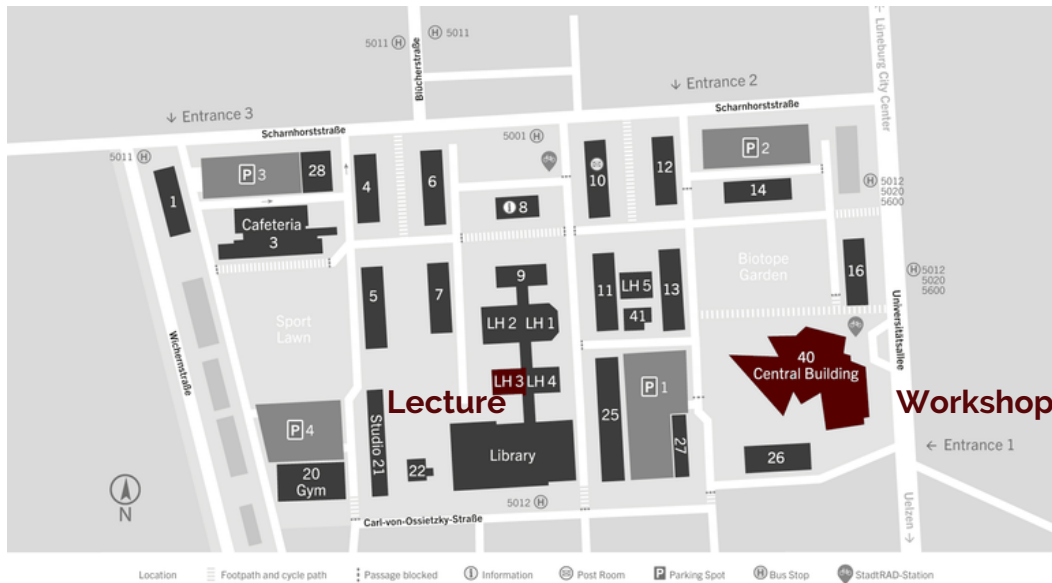 5011 H
H 5011
Blücherstraße
↓ Lüneburg City Center
↓ Entrance 2
↓ Entrance 3
Scharnhorststraße
Scharnhorststraße
5001 H
5011 H
P 3
28
4
6
10
12
P 2
14
1
Cafeteria
3
8
H 5012
5020
5600
5
7
9
11
LH 5
13
41
Biotope
Garden
16
H 5012
5020
5600
Sport
Lawn
LH 2
LH 1
Wichernstraße
Universitätsallee
LH 3
LH 4
40
Central Building
Lecture
Workshop
P 4
Studio 21
25
P 1
27
← Entrance 1
20
Gym
22
Library
26
N
5012 H
Carl-von-Ossietzky-Straße
Uelzen →
Location
Footpath and cycle path
Passage blocked
Information
Post Room
P Parking Spot
H Bus Stop
StadtRAD-Station